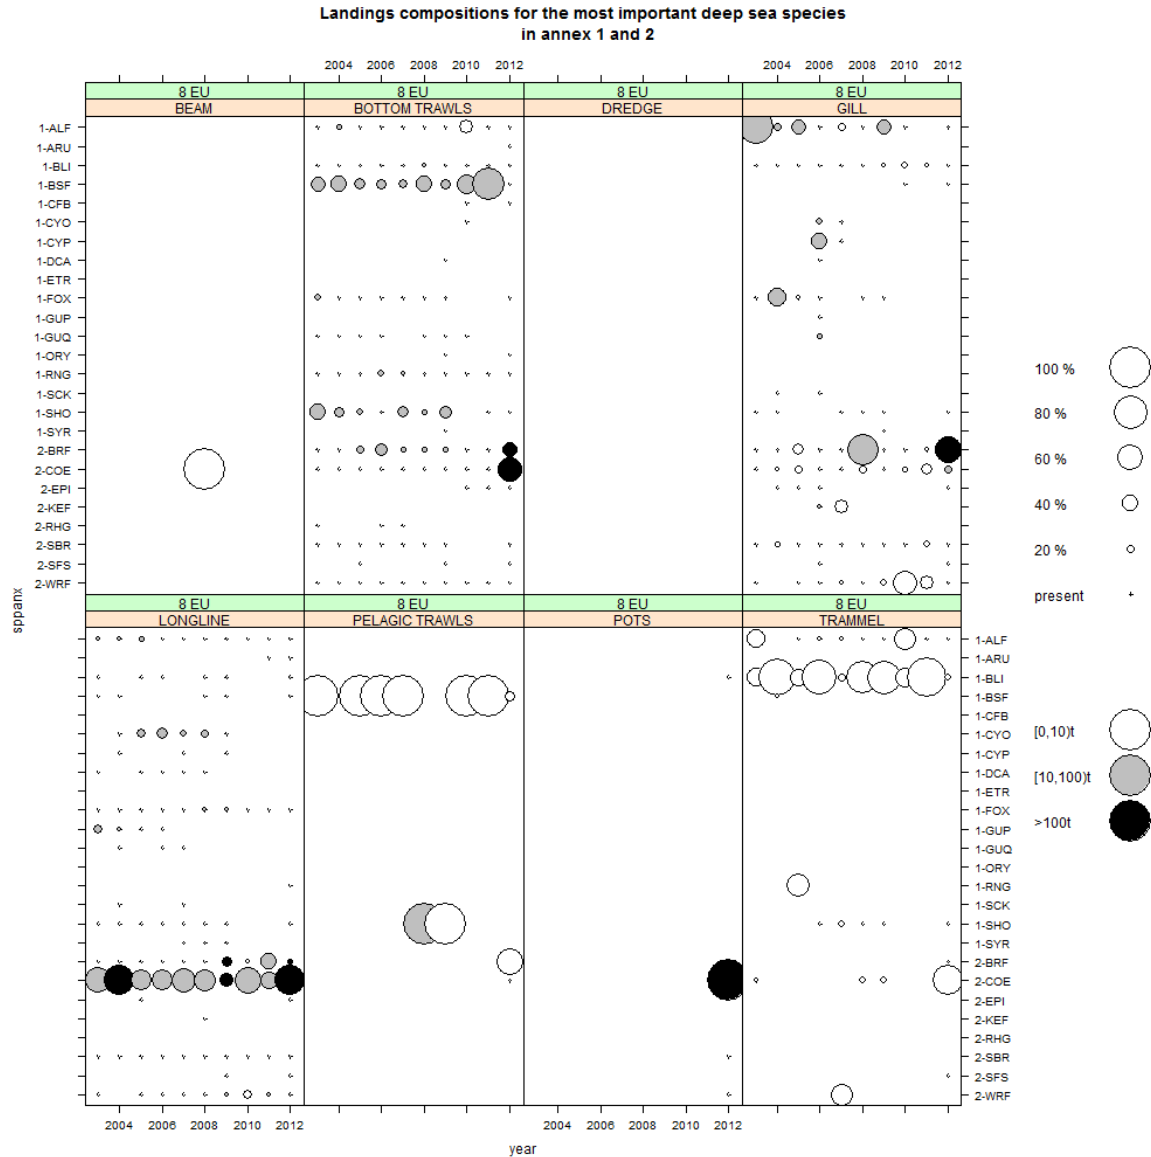 Landings compositions for the most important deep sea species
in annex 1 and 2
2004 2006 2008 2010 2012 2004 2006 2008 2010 2012
8 EU 8 EU 8 EU 8 EU
BEAM BOTTOM TRAWLS DREDGE GILL
1-ALF
1-ARU
1-BLI
1-BSF
1-CFB
1-CYO
1-CYP
1-DCA
1-ETR
1-FOX
1-GUP
1-GUQ
1-ORY
1-RNG
1-SCK
1-SHO
1-SYR
2-BRF
2-COE
2-EPI
2-KEF
2-RHG
2-SBR
2-SFS
2-WRF
sppanx
100 %
80 %
60 %
40 %
20 %
present
8 EU 8 EU 8 EU 8 EU
LONGLINE PELAGIC TRAWLS POTS TRAMMEL
1-ALF
1-ARU
1-BLI
1-BSF
1-CFB
1-CYO
1-CYP
1-DCA
1-ETR
1-FOX
1-GUP
1-GUQ
1-ORY
1-RNG
1-SCK
1-SHO
1-SYR
2-BRF
2-COE
2-EPI
2-KEF
2-RHG
2-SBR
2-SFS
2-WRF
[0,10)t
[10,100)t
>100t
2004 2006 2008 2010 2012 2004 2006 2008 2010 2012
year